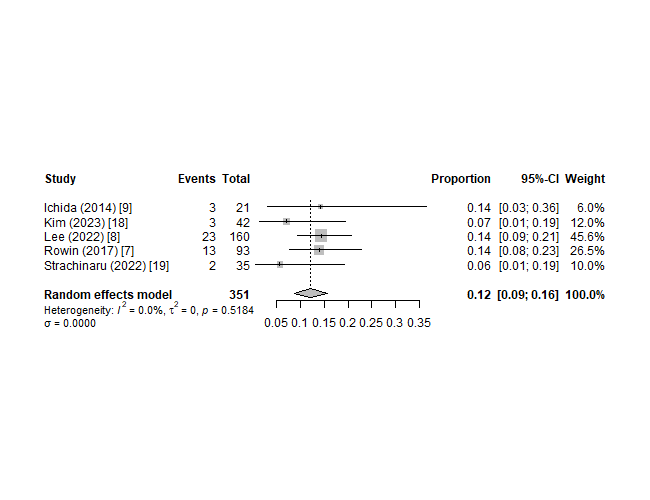 Study Events Total Proportion 95%-CI Weight
Ichida (2014) [9] 3 21 0.14 [0.03; 0.36] 6.0%
Kim (2023) [18] 3 42 0.07 [0.01; 0.19] 12.0%
Lee (2022) [8] 23 160 0.14 [0.09; 0.21] 45.6%
Rowin (2017) [7] 13 93 0.14 [0.08; 0.23] 26.5%
Strachinaru (2022) [19] 2 35 0.06 [0.01; 0.19] 10.0%
Random effects model 351 0.12 [0.09; 0.16] 100.0%
Heterogeneity: I² = 0.0%, τ² = 0, p = 0.5184
σ = 0.0000 0.05 0.1 0.15 0.2 0.25 0.3 0.35